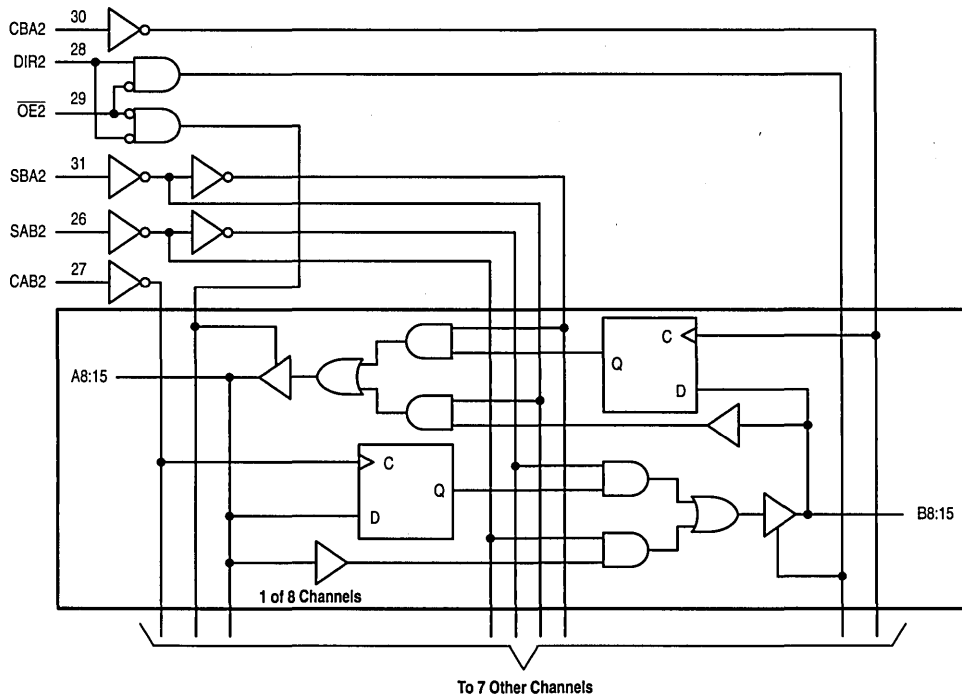 CBA2 30
DIR2 28
OE2 29
SBA2 31
SAB2 26
CAB2 27
C
Q
D
A8:15
C
Q
D
B8:15
1 of 8 Channels
To 7 Other Channels